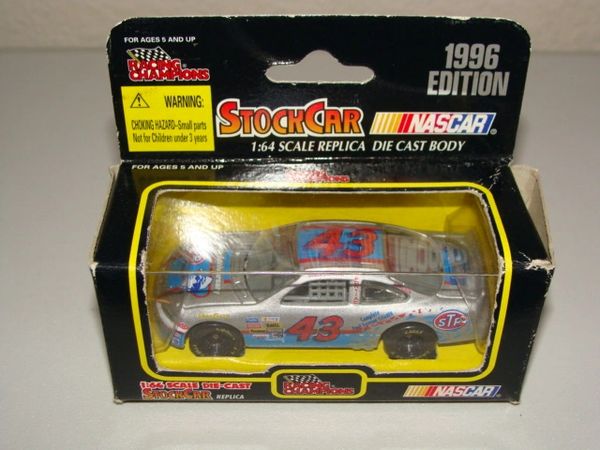 FOR AGES 5 AND UP
RACING CHAMPIONS
1996 EDITION
WARNING:
CHOKING HAZARD-Small parts
Not for Children under 3 years
STOCKCAR
NASCAR
1:64 SCALE REPLICA DIE CAST BODY
FOR AGES 5 AND UP
43
43
STP
1:64 SCALE DIE-CAST
STOCKCAR REPLICA
RACING CHAMPIONS
NASCAR